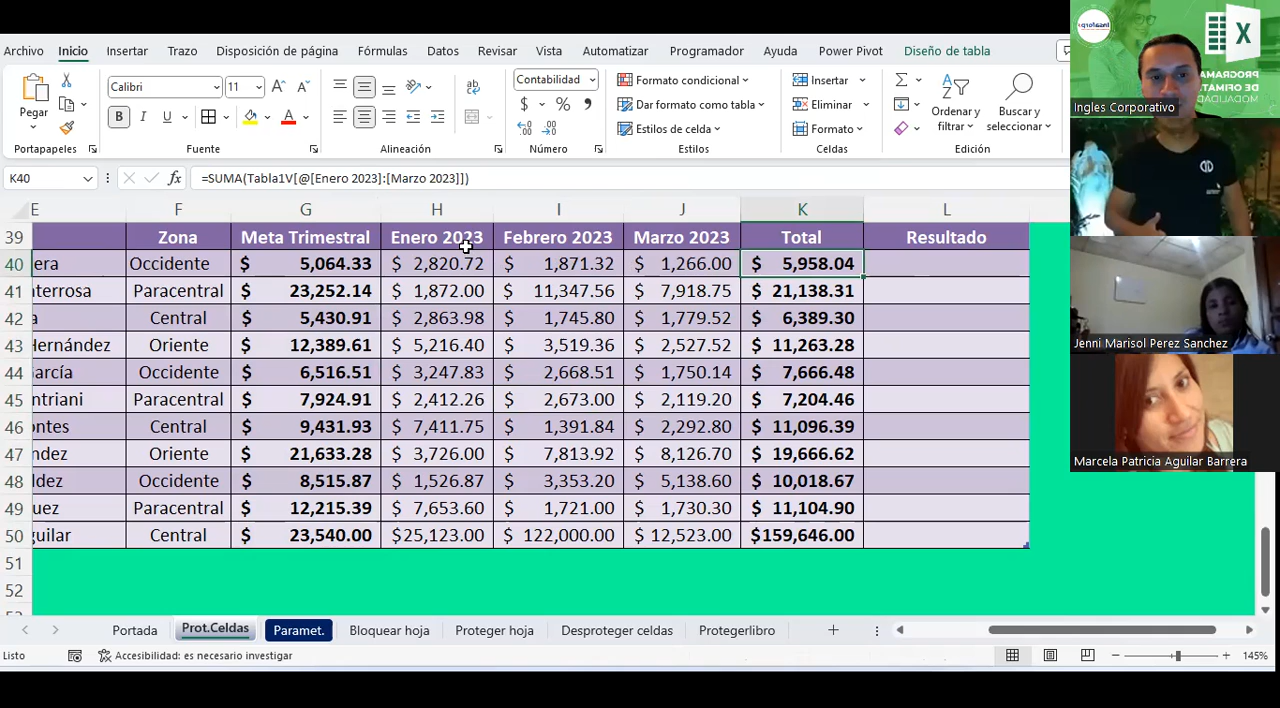 Archivo Inicio Insertar Trazo Disposición de página Fórmulas Datos Revisar Vista Automatizar Programador Ayuda Power Pivot Diseño de tabla
Pegar
Portapapeles
Calibri 11
N K S
Fuente
Alineación
Contabilidad
$ %
Número
Formato condicional
Dar formato como tabla
Estilos de celda
Estilos
Insertar
Eliminar
Formato
Celdas
Ordenar y filtrar
Buscar y seleccionar
Edición
K40 fx =SUMA(Tabla1V[@[Enero 2023]:[Marzo 2023]])
E F G H I J K L
39 Zona Meta Trimestral Enero 2023 Febrero 2023 Marzo 2023 Total Resultado
40 era Occidente $ 5,064.33 $ 2,820.72 $ 1,871.32 $ 1,266.00 $ 5,958.04
41 nterrosa Paracentral $ 23,252.14 $ 1,872.00 $ 11,347.56 $ 7,918.75 $ 21,138.31
42 a Central $ 5,430.91 $ 2,863.98 $ 1,745.80 $ 1,779.52 $ 6,389.30
43 Hernández Oriente $ 12,389.61 $ 5,216.40 $ 3,519.36 $ 2,527.52 $ 11,263.28
44 García Occidente $ 6,516.51 $ 3,247.83 $ 2,668.51 $ 1,750.14 $ 7,666.48
45 ntriani Paracentral $ 7,924.91 $ 2,412.26 $ 2,673.00 $ 2,119.20 $ 7,204.46
46 ontes Central $ 9,431.93 $ 7,411.75 $ 1,391.84 $ 2,292.80 $ 11,096.39
47 ndez Oriente $ 21,633.28 $ 3,726.00 $ 7,813.92 $ 8,126.70 $ 19,666.62
48 ldez Occidente $ 8,515.87 $ 1,526.87 $ 3,353.20 $ 5,138.60 $ 10,018.67
49 uez Paracentral $ 12,215.39 $ 7,653.60 $ 1,721.00 $ 1,730.30 $ 11,104.90
50 guilar Central $ 23,540.00 $25,123.00 $ 122,000.00 $ 12,523.00 $159,646.00
51
52
Portada Prot.Celdas Paramet. Bloquear hoja Proteger hoja Desproteger celdas Protegerlibro
Listo Accesibilidad: es necesario investigar 145%
PROGRAMA
MODALIDAD
Ingles Corporativo
Jenni Marisol Perez Sanchez
Marcela Patricia Aguilar Barrera